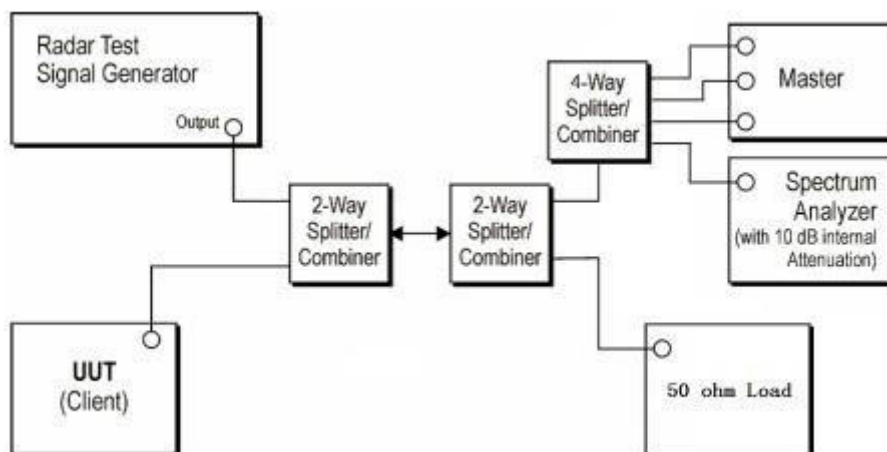 Radar Test
Signal Generator
Output
4-Way
Splitter/
Combiner
Master
2-Way
Splitter/
Combiner
2-Way
Splitter/
Combiner
Spectrum
Analyzer
(with 10 dB internal
Attenuation)
UUT
(Client)
50 ohm Load